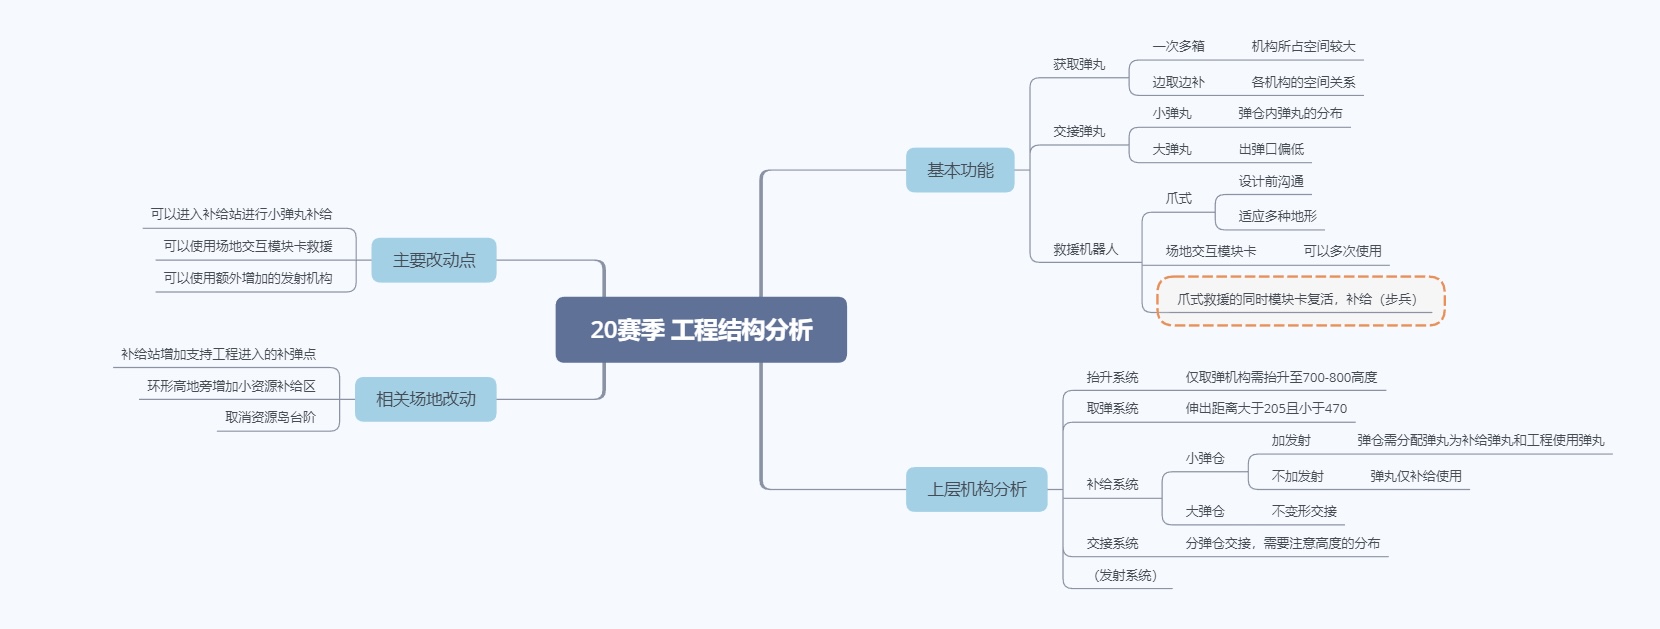 20赛季 工程结构分析
主要改动点
可以进入补给站进行小弹丸补给
可以使用场地交互模块卡救援
可以使用额外增加的发射机构
相关场地改动
补给站增加支持工程进入的补弹点
环形高地旁增加小资源补给区
取消资源岛台阶
基本功能
获取弹丸
一次多箱
机构所占空间较大
边取边补
各机构的空间关系
交接弹丸
小弹丸
弹仓内弹丸的分布
大弹丸
出弹口偏低
救援机器人
爪式
设计前沟通
适应多种地形
场地交互模块卡
可以多次使用
爪式救援的同时模块卡复活，补给（步兵）
上层机构分析
抬升系统
仅取弹机构需抬升至700-800高度
取弹系统
伸出距离大于205且小于470
补给系统
小弹仓
加发射
弹仓需分配弹丸为补给弹丸和工程使用弹丸
不加发射
弹丸仅补给使用
大弹仓
不变形交接
交接系统
分弹仓交接，需要注意高度的分布
（发射系统）